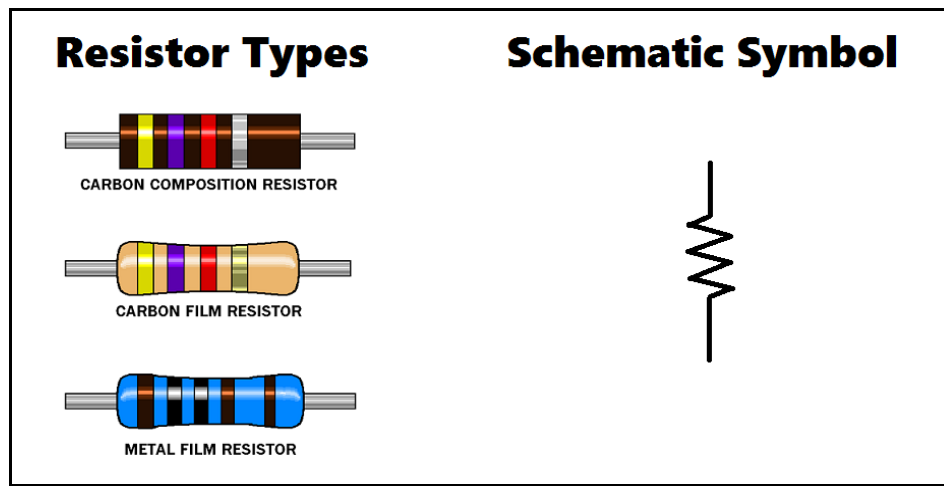 Resistor Types
Schematic Symbol
CARBON COMPOSITION RESISTOR
CARBON FILM RESISTOR
METAL FILM RESISTOR